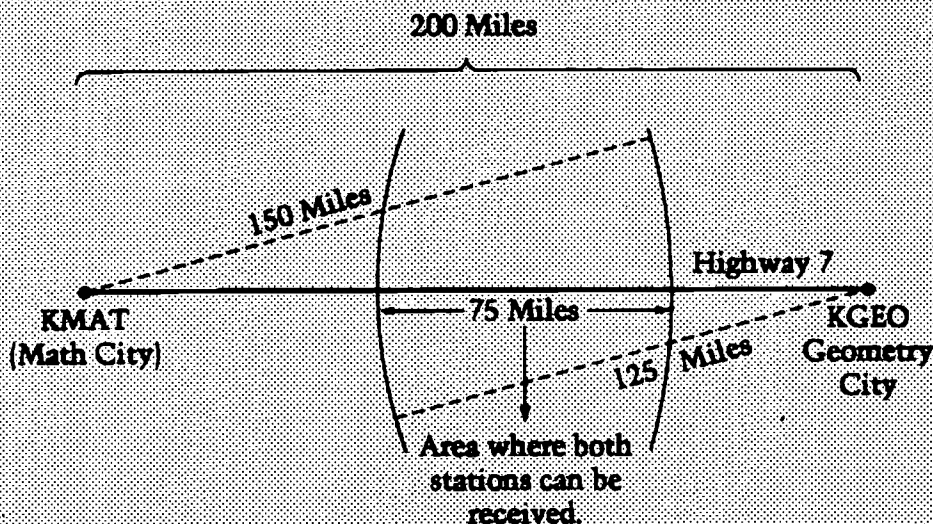 200 Miles
150 Miles
Highway 7
75 Miles
KMAT
(Math City)
KGEO
Geometry
City
125 Miles
Area where both
stations can be
received.